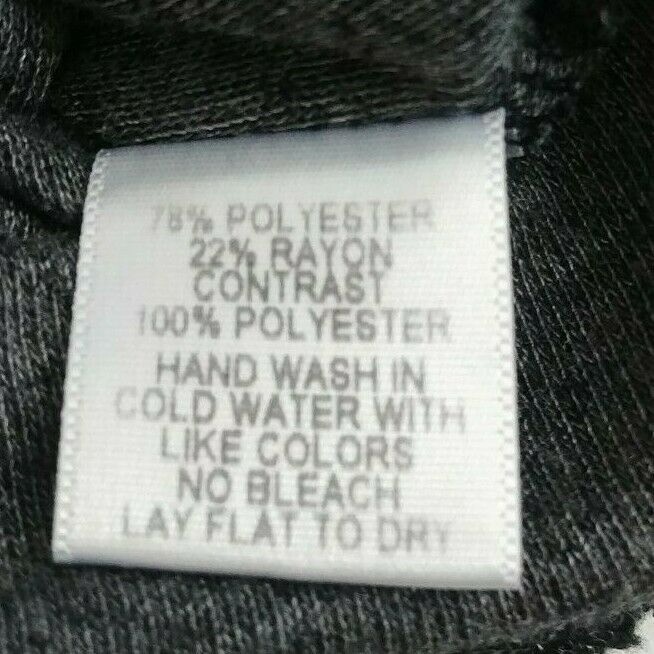 78% POLYESTER
22% RAYON
CONTRAST
100% POLYESTER
HAND WASH IN
COLD WATER WITH
LIKE COLORS
NO BLEACH
LAY FLAT TO DRY